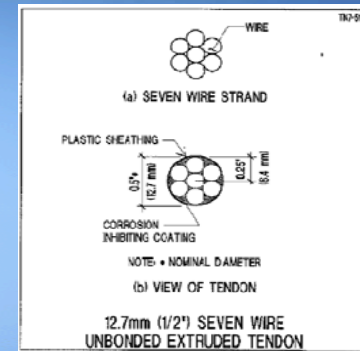 WIRE
(a) SEVEN WIRE STRAND
PLASTIC SHEATHING
0.5"*
(12.7 mm)
0.25"
(6.4 mm)
CORROSION
INHIBITING COATING
NOTE: * NOMINAL DIAMETER
(b) VIEW OF TENDON
12.7mm (1/2") SEVEN WIRE
UNBONDED EXTRUDED TENDON